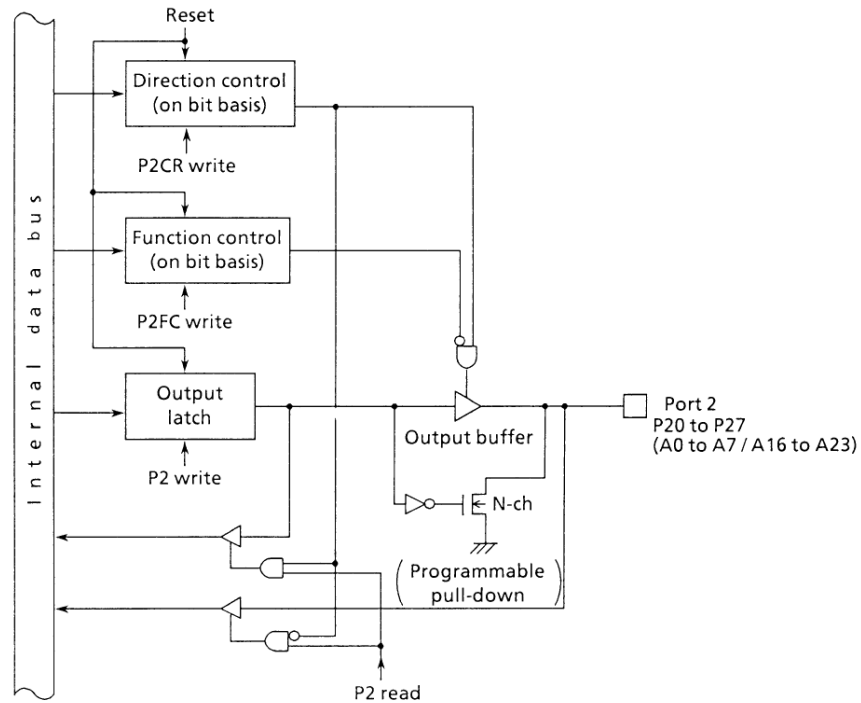 Reset
Direction control
(on bit basis)
P2CR write
Internal data bus
Function control
(on bit basis)
P2FC write
Output
latch
P2 write
Output buffer
Port 2
P20 to P27
(A0 to A7 / A16 to A23)
N-ch
(Programmable
pull-down)
P2 read